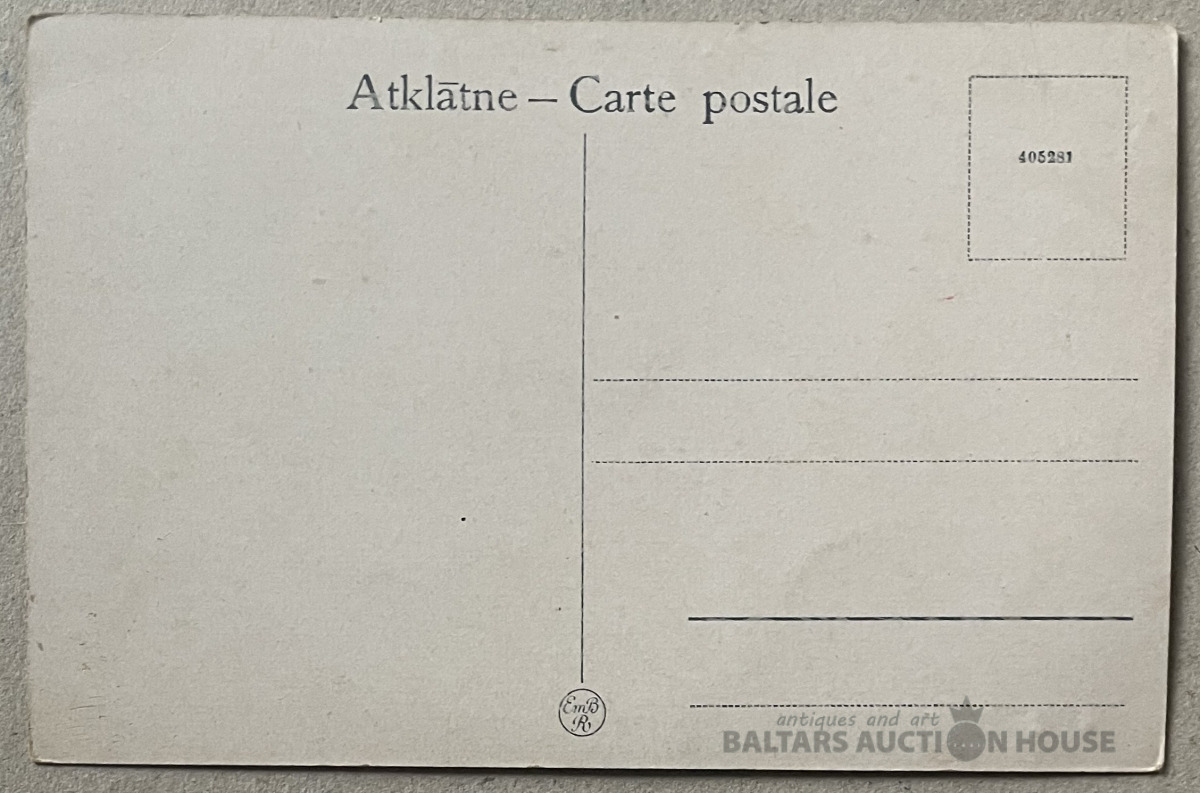 Atklātne — Carte postale
405281
EmB
R
antiques and art
BALTARS AUCTION HOUSE